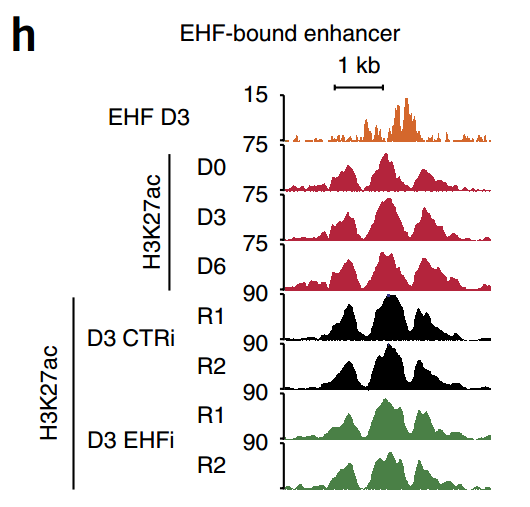 h
EHF-bound enhancer
1 kb
EHF D3
15
H3K27ac
D0
75
D3
75
D6
75
H3K27ac
D3 CTRi
R1
90
R2
90
D3 EHFi
R1
90
R2
90